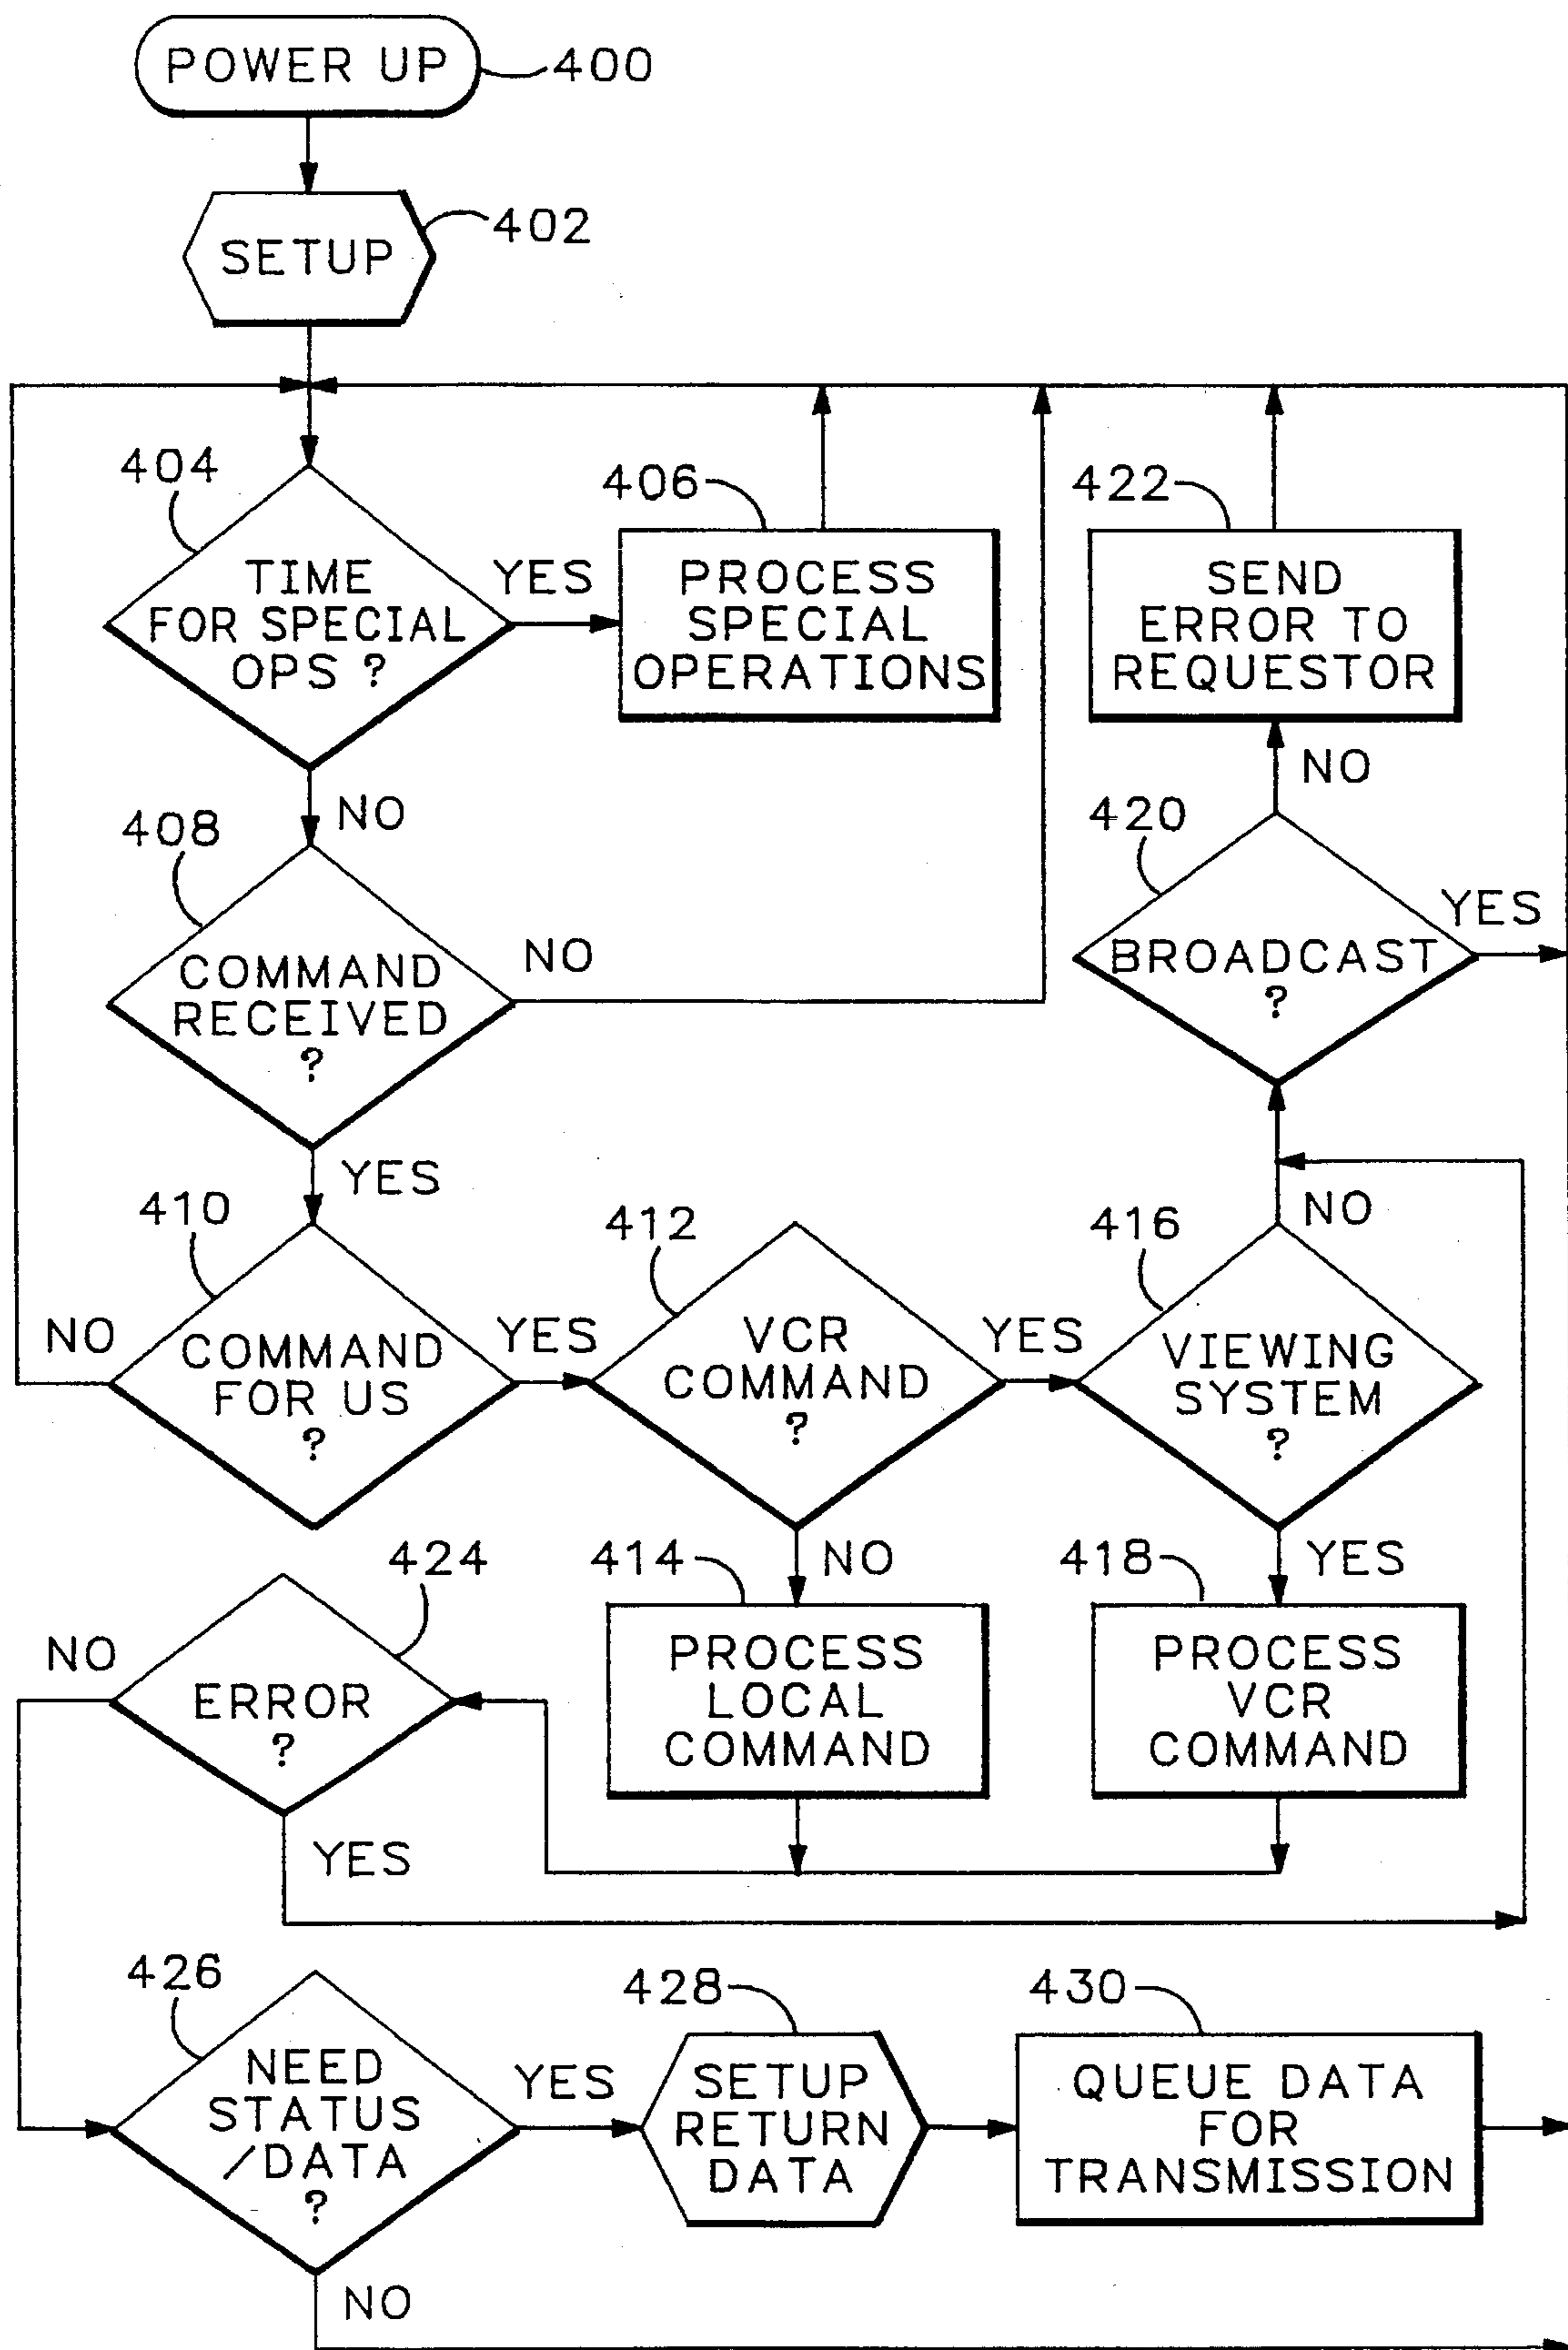 POWER UP
400
SETUP
402
404
TIME
FOR SPECIAL
OPS ?
YES
NO
406
PROCESS
SPECIAL
OPERATIONS
422
SEND
ERROR TO
REQUESTOR
NO
420
BROADCAST
?
YES
408
COMMAND
RECEIVED
?
NO
YES
410
COMMAND
FOR US
?
NO
YES
412
VCR
COMMAND
?
YES
NO
416
VIEWING
SYSTEM
?
NO
YES
424
ERROR
?
NO
YES
414
PROCESS
LOCAL
COMMAND
418
PROCESS
VCR
COMMAND
426
NEED
STATUS
/DATA
?
YES
NO
428
SETUP
RETURN
DATA
430
QUEUE DATA
FOR
TRANSMISSION